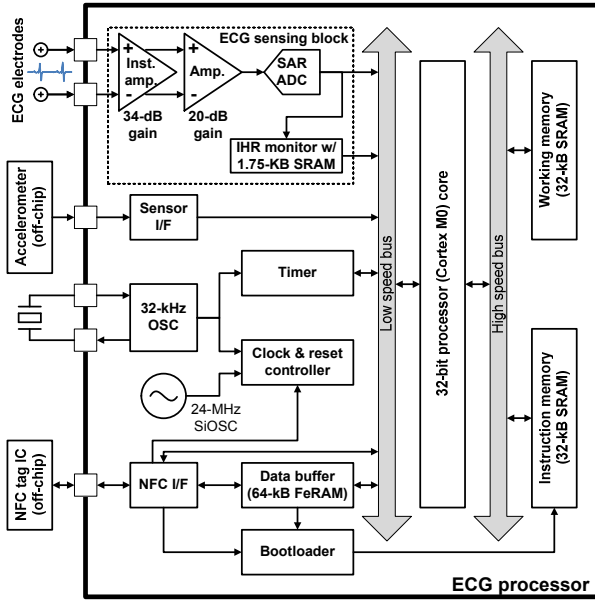 ECG electrodes
ECG sensing block
+
-
Inst.
amp.
34-dB
gain
+
-
Amp.
20-dB
gain
SAR
ADC
IHR monitor w/
1.75-KB SRAM
Accelerometer
(off-chip)
Sensor
I/F
32-kHz
OSC
Timer
Clock & reset
controller
24-MHz
SiOSC
NFC tag IC
(off-chip)
NFC I/F
Data buffer
(64-kB FeRAM)
Bootloader
Low speed bus
32-bit processor (Cortex M0) core
High speed bus
Working memory
(32-kB SRAM)
Instruction memory
(32-kB SRAM)
ECG processor